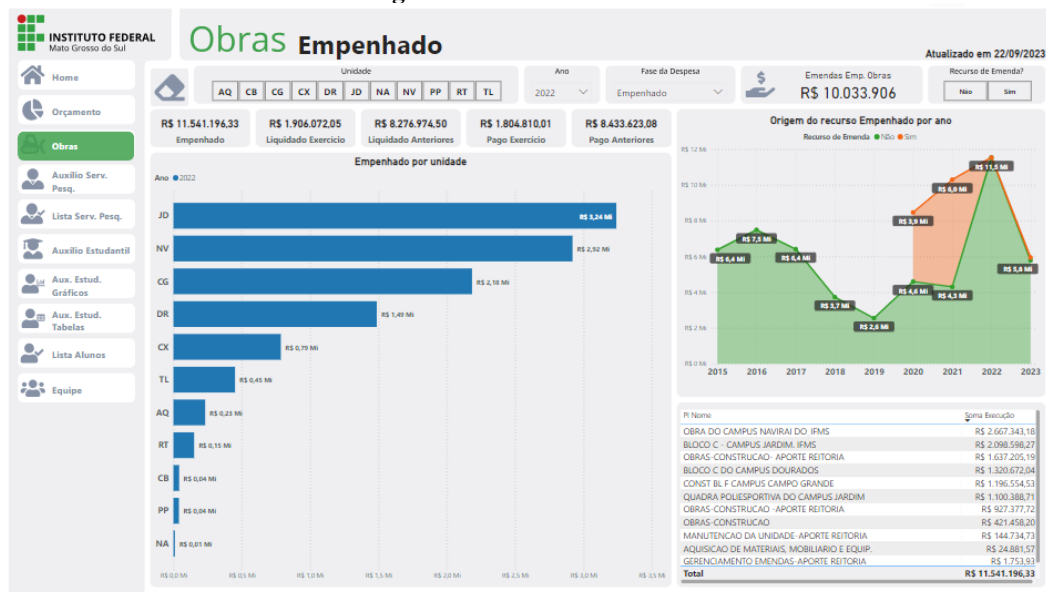 INSTITUTO FEDERAL
Mato Grosso do Sul
Obras Empenhado
Atualizado em 22/09/2023
Home
Orçamento
Obras
Auxílio Serv. Pesq.
Lista Serv. Pesq.
Auxílio Estudantil
Aux. Estud. Gráficos
Aux. Estud. Tabelas
Lista Alunos
Equipe
Unidade
AQ CB CG CX DR JD NA NV PP RT TL
Ano
2022
Fase da Despesa
Empenhado
Emendas Emp. Obras
R$ 10.033.906
Recurso de Emenda?
Não Sim
R$ 11.541.196,33
Empenhado
R$ 1.906.072,05
Liquidado Exercício
R$ 8.276.974,50
Liquidado Anteriores
R$ 1.804.810,01
Pago Exercício
R$ 8.433.623,08
Pago Anteriores
Empenhado por unidade
Ano 2022
JD R$ 3,24 Mi
NV R$ 2,92 Mi
CG R$ 2,18 Mi
DR R$ 1,49 Mi
CX R$ 0,79 Mi
TL R$ 0,45 Mi
AQ R$ 0,23 Mi
RT R$ 0,15 Mi
CB R$ 0,04 Mi
PP R$ 0,04 Mi
NA R$ 0,01 Mi
R$ 0,0 Mi R$ 0,5 Mi R$ 1,0 Mi R$ 1,5 Mi R$ 2,0 Mi R$ 2,5 Mi R$ 3,0 Mi R$ 3,5 Mi
Origem do recurso Empenhado por ano
Recurso de Emenda Não Sim
R$ 12 Mi
R$ 10 Mi
R$ 8 Mi
R$ 6 Mi
R$ 4 Mi
R$ 2 Mi
R$ 0 Mi
R$ 6,4 Mi
R$ 7,5 Mi
R$ 6,4 Mi
R$ 3,7 Mi
R$ 2,6 Mi
R$ 3,9 Mi
R$ 4,6 Mi
R$ 4,3 Mi
R$ 11,5 Mi
R$ 5,8 Mi
2015 2016 2017 2018 2019 2020 2021 2022 2023
PI Nome Soma Execução
OBRA DO CAMPUS NAVIRAI DO IFMS R$ 2.667.343,18
BLOCO C - CAMPUS JARDIM. IFMS R$ 2.098.598,27
OBRAS-CONSTRUCAO- APORTE REITORIA R$ 1.637.205,19
BLOCO C DO CAMPUS DOURADOS R$ 1.320.672,04
CONST BL F CAMPUS CAMPO GRANDE R$ 1.196.554,53
QUADRA POLIESPORTIVA DO CAMPUS JARDIM R$ 1.100.388,71
OBRAS-CONSTRUCAO -APORTE REITORIA R$ 927.377,72
OBRAS-CONSTRUCAO R$ 421.458,20
MANUTENCAO DA UNIDADE-APORTE REITORIA R$ 144.734,73
AQUISICAO DE MATERIAIS, MOBILIARIO E EQUIP. R$ 24.881,57
GERENCIAMENTO EMENDAS-APORTE REITORIA R$ 1.753,93
Total R$ 11.541.196,33